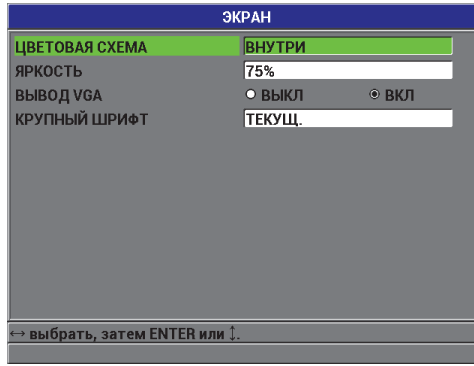 ЭКРАН
ЦВЕТОВАЯ СХЕМА ВНУТРИ
ЯРКОСТЬ 75%
ВЫВОД VGA ВЫКЛ ВКЛ
КРУПНЫЙ ШРИФТ ТЕКУЩ.
↔ выбрать, затем ENTER или ↕.